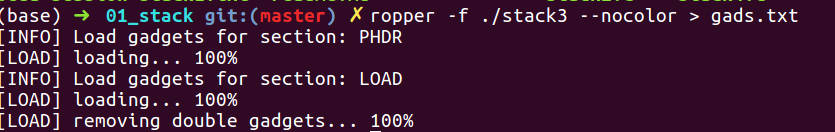 (base) ➜ 01_stack git:(master) ✗ ropper -f ./stack3 --nocolor > gads.txt
[INFO] Load gadgets for section: PHDR
[LOAD] loading... 100%
[INFO] Load gadgets for section: LOAD
[LOAD] loading... 100%
[LOAD] removing double gadgets... 100%